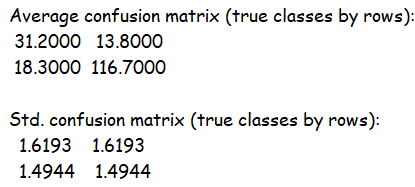 Average confusion matrix (true classes by rows):
31.2000 13.8000
18.3000 116.7000
Std. confusion matrix (true classes by rows):
1.6193 1.6193
1.4944 1.4944